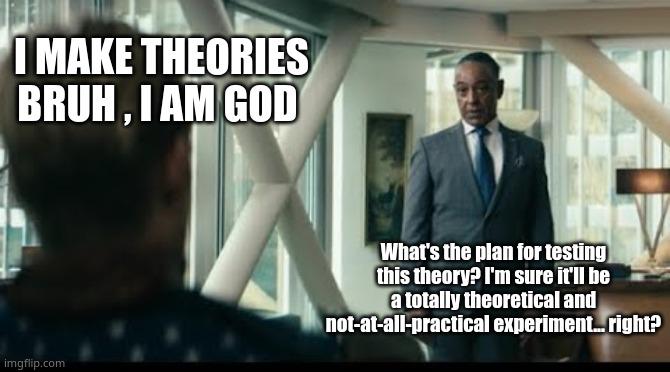 I MAKE THEORIES
BRUH , I AM GOD
What's the plan for testing
this theory? I'm sure it'll be
a totally theoretical and
not-at-all-practical experiment... right?
imgflip.com